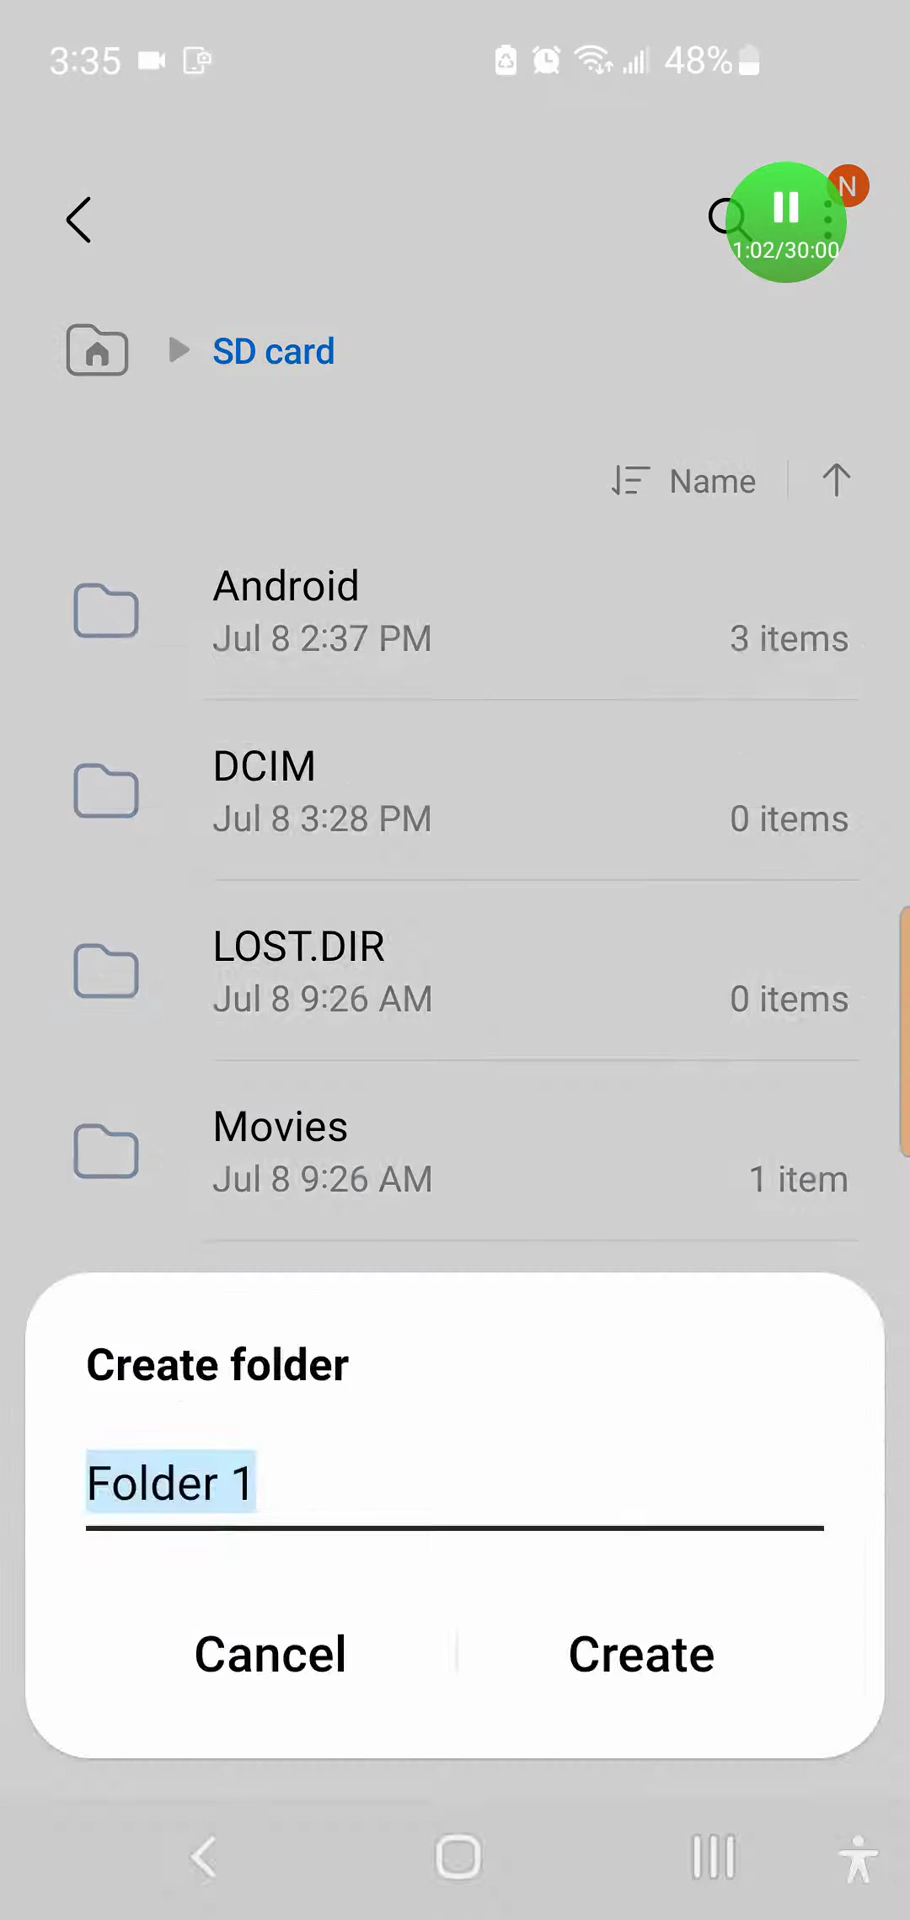 3:35
48%
N
1:02/30:00
SD card
Name
Android
Jul 8 2:37 PM
3 items
DCIM
Jul 8 3:28 PM
0 items
LOST.DIR
Jul 8 9:26 AM
0 items
Movies
Jul 8 9:26 AM
1 item
Create folder
Folder 1
Cancel
Create